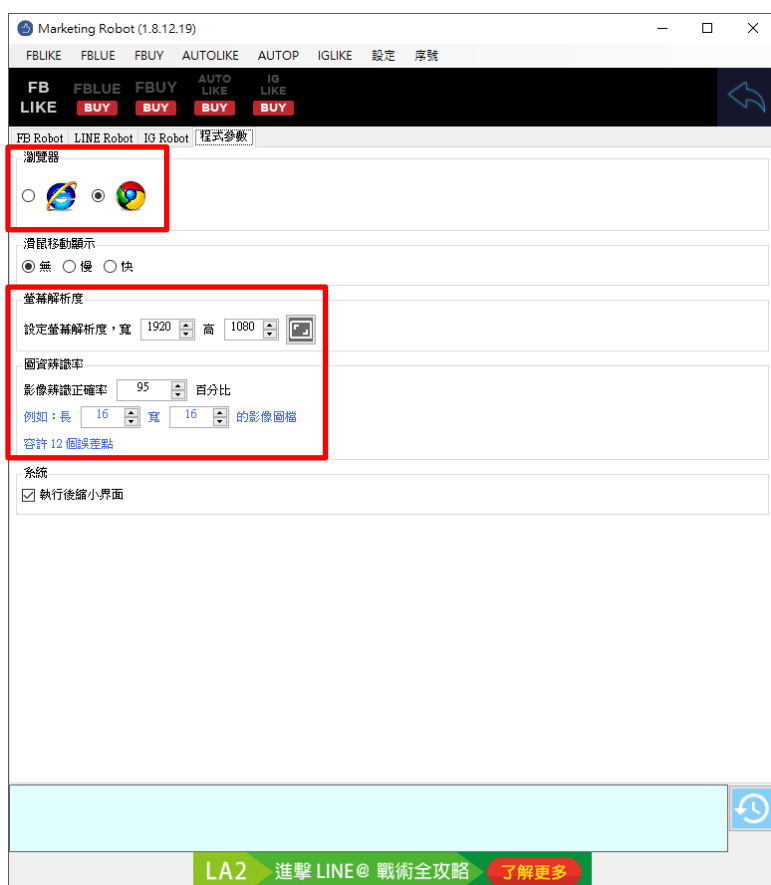 Marketing Robot (1.8.12.19)
FBLIKE FBLUE FBUY AUTOLIKE AUTOP IGLIKE 設定 序號
FB LIKE
FBLUE BUY
FBUY BUY
AUTO LIKE BUY
IG LIKE BUY
FB Robot LINE Robot IG Robot 程式參數
瀏覽器
滑鼠移動顯示
無 慢 快
螢幕解析度
設定螢幕解析度，寬 1920 高 1080
圖資辨識率
影像辨識正確率 95 百分比
例如：長 16 寬 16 的影像圖檔
容許 12 個誤差點
系統
執行後縮小界面
LA2 進擊 LINE@ 戰術全攻略 了解更多